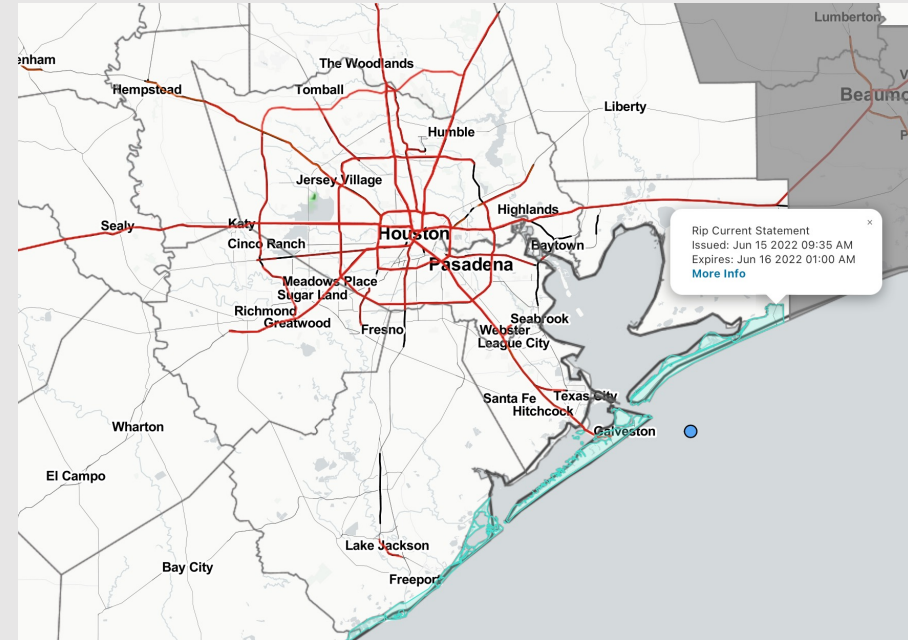 Lumberton
enham
The Woodlands
Hempstead
Tomball
Beaumo
Liberty
Humble
Jersey Village
Highlands
Sealy
Katy
Houston
Cinco Ranch
Baytown
Pasadena
×
Rip Current Statement
Issued: Jun 15 2022 09:35 AM
Expires: Jun 16 2022 01:00 AM
More Info
Meadows Place
Sugar Land
Richmond
Greatwood
Fresno
Seabrook
Webster
League City
Santa Fe
Texas City
Hitchcock
Galveston
Wharton
El Campo
Lake Jackson
Bay City
Freeport